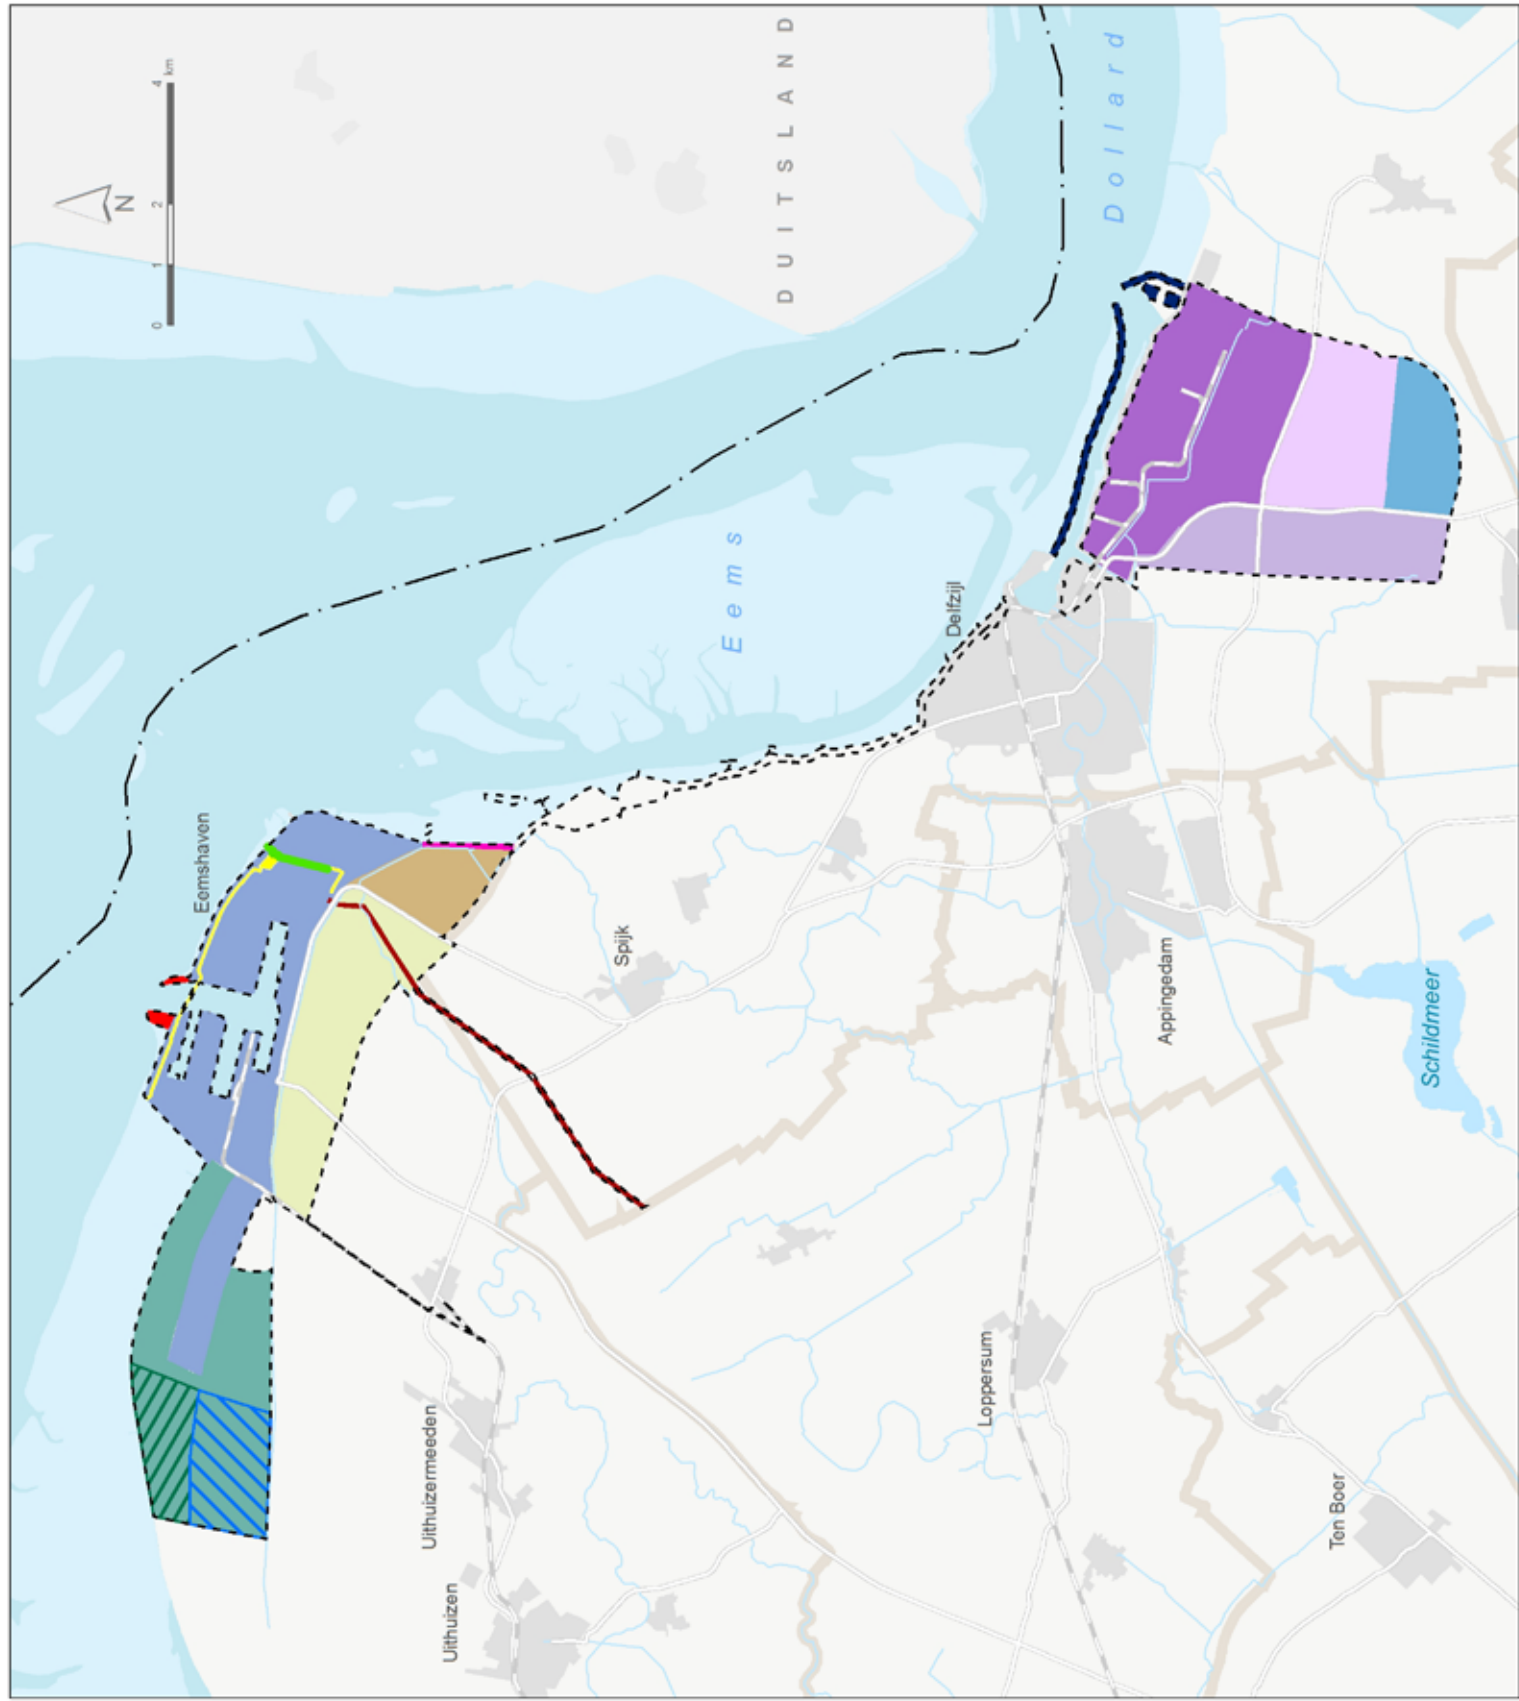 0 1 2 4 km
N
DUITSLAND
Dollard
Eems
Eemshaven
Delfzijl
Spijk
Appingedam
Schildmeer
Uithuizermeeden
Uithuizen
Loppersum
Ten Boer